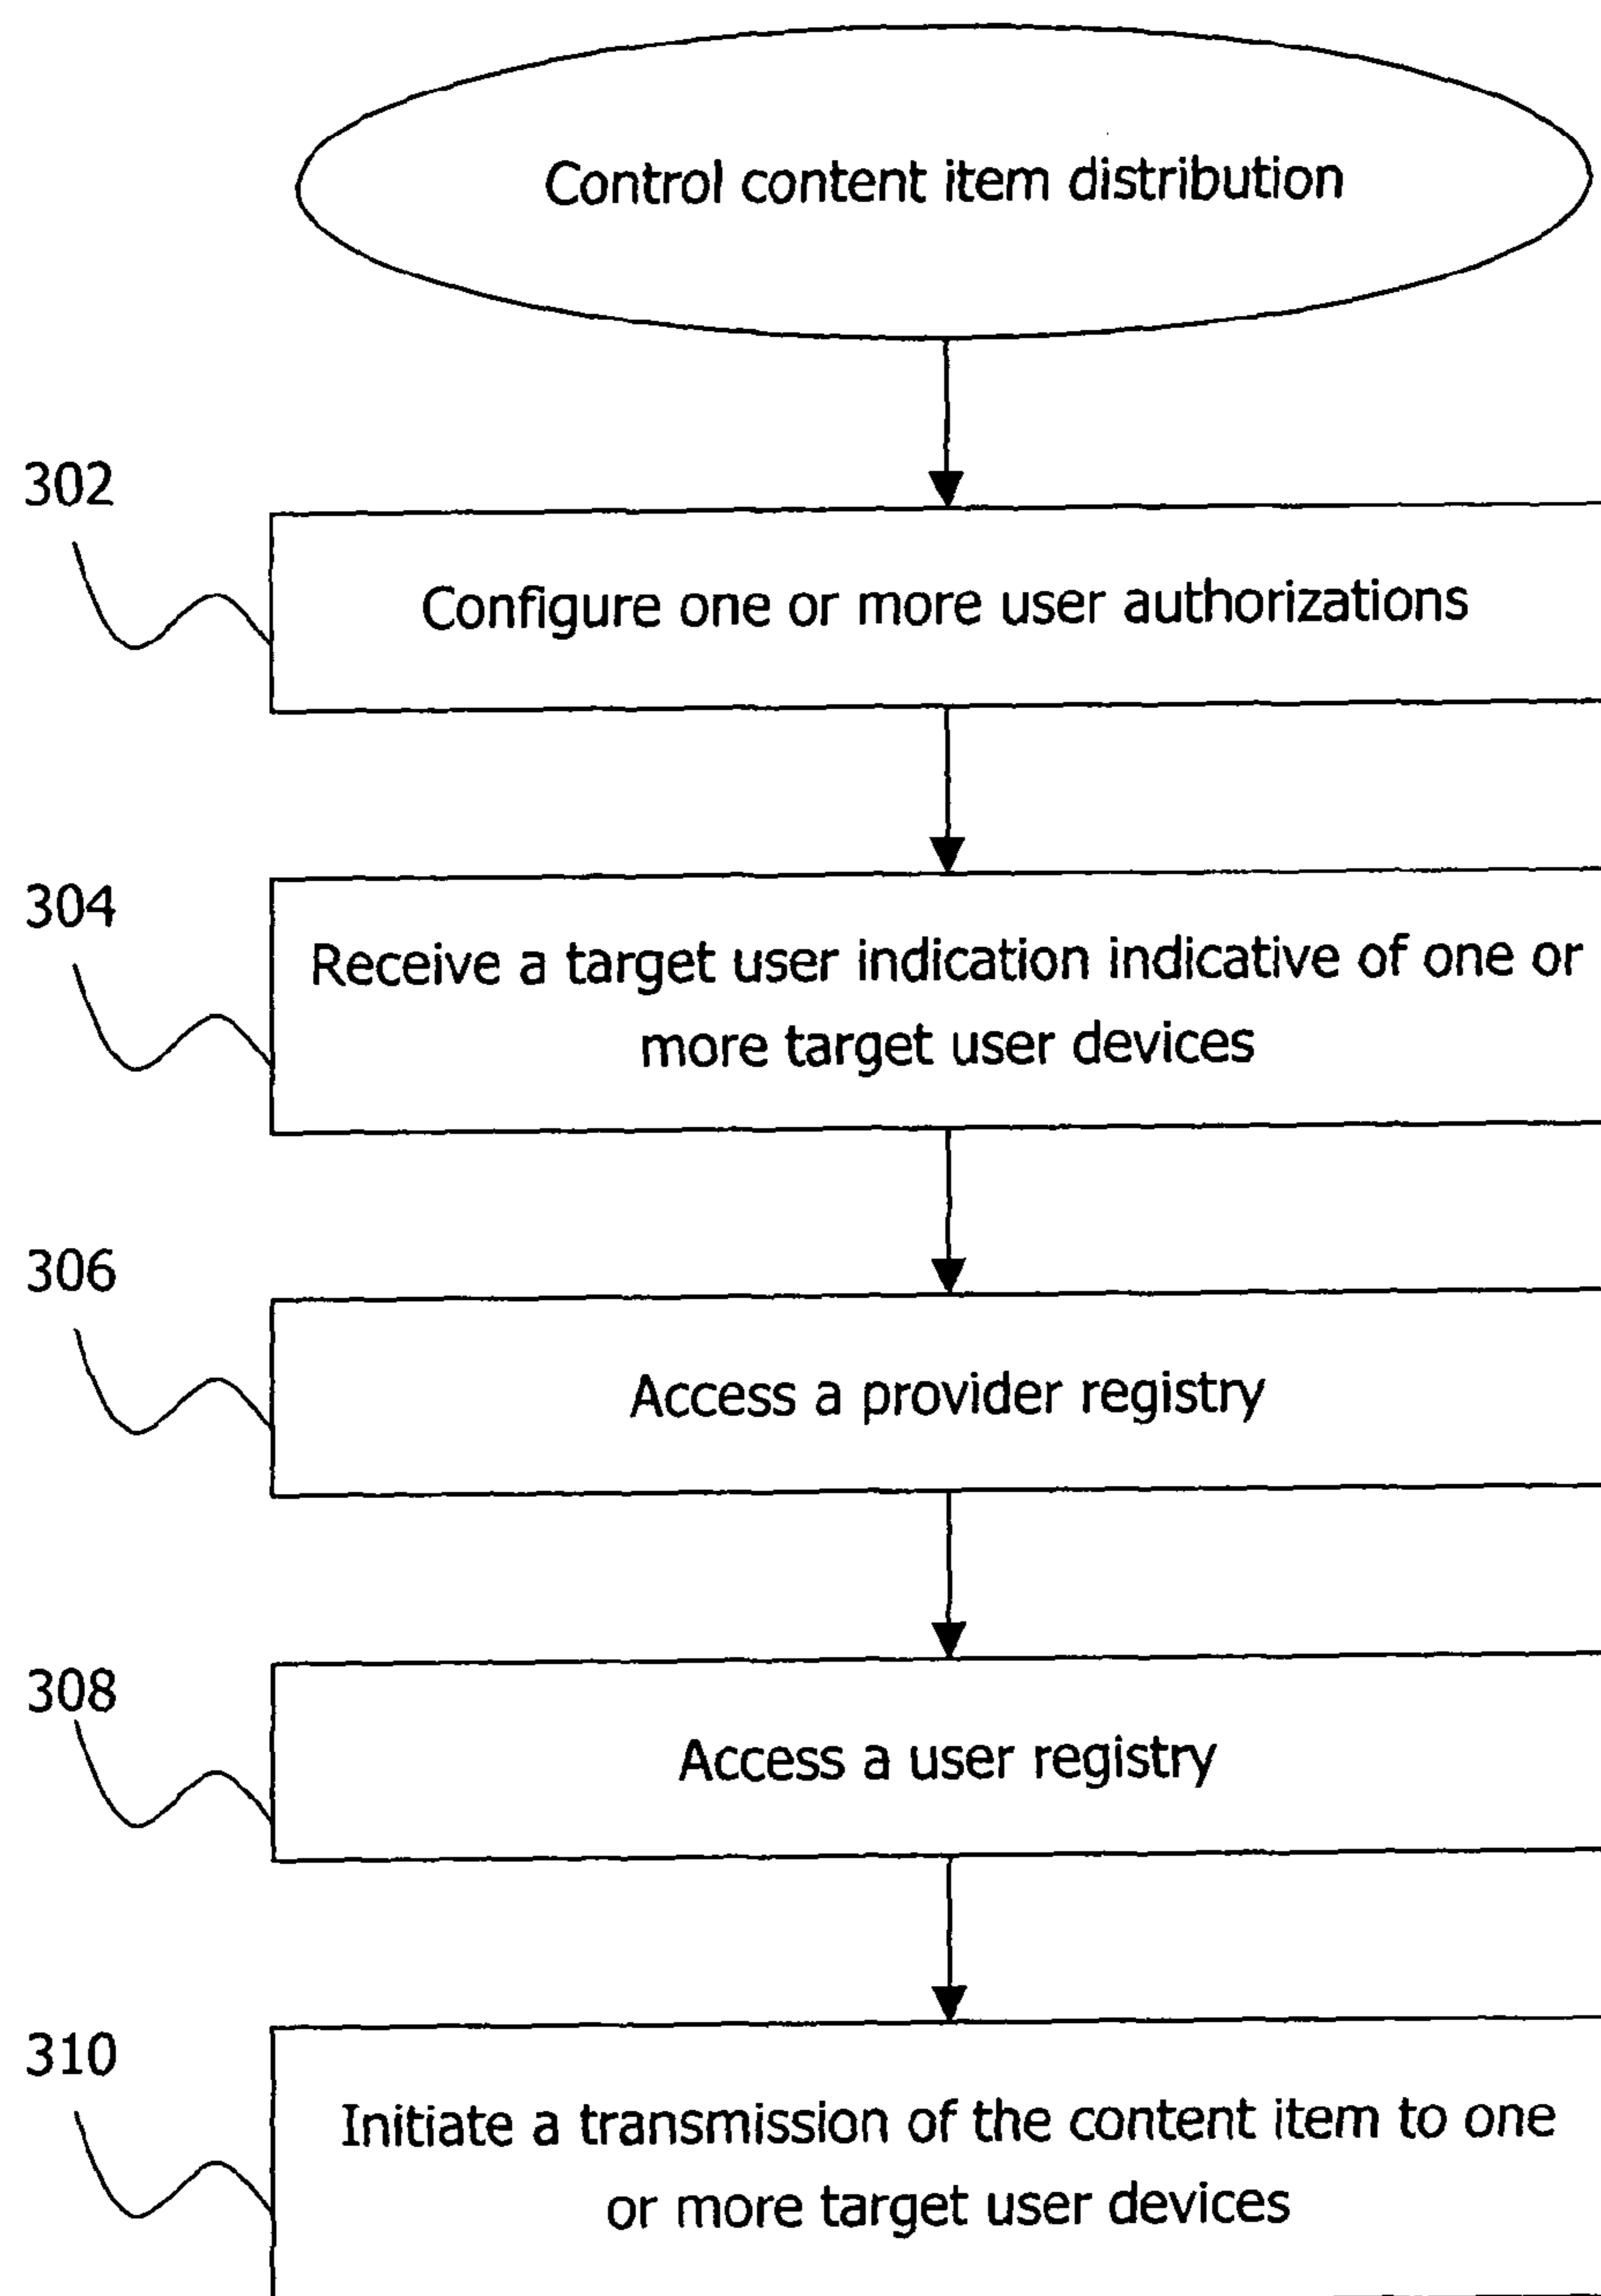 Control content item distribution
302
Configure one or more user authorizations
304
Receive a target user indication indicative of one or
more target user devices
306
Access a provider registry
308
Access a user registry
310
Initiate a transmission of the content item to one
or more target user devices